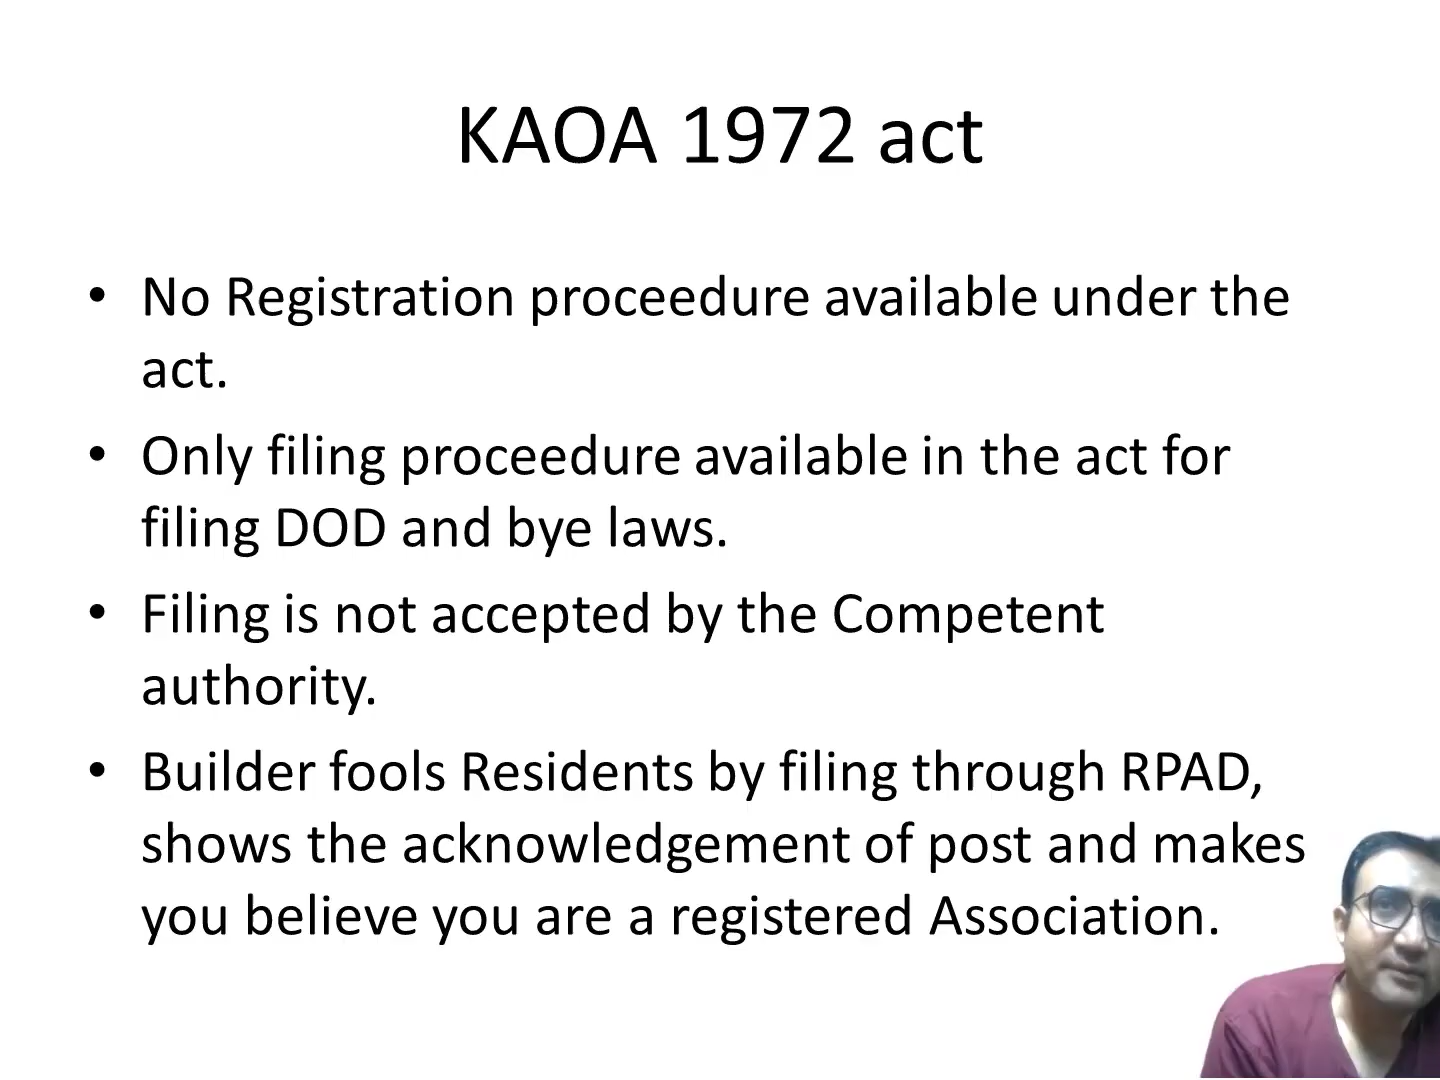 KAOA 1972 act
• No Registration proceedure available under the
act.
• Only filing proceedure available in the act for
filing DOD and bye laws.
• Filing is not accepted by the Competent
authority.
• Builder fools Residents by filing through RPAD,
shows the acknowledgement of post and makes
you believe you are a registered Association.